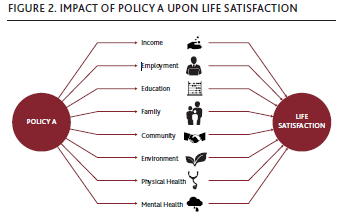 FIGURE 2. IMPACT OF POLICY A UPON LIFE SATISFACTION
Income
Employment
Education
Family
POLICY A
LIFE
SATISFACTION
Community
Environment
Physical Health
Mental Health